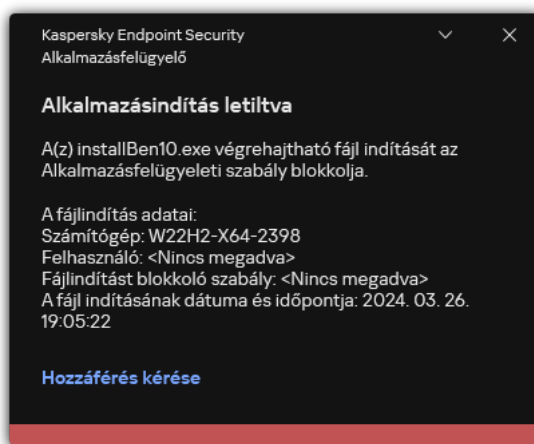 Kaspersky Endpoint Security
Alkalmazásfelügyelő
Alkalmazásindítás letiltva
A(z) installBen10.exe végrehajtható fájl indítását az
Alkalmazásfelügyeleti szabály blokkolja.
A fájlindítás adatai:
Számítógép: W22H2-X64-2398
Felhasználó: <Nincs megadva>
Fájlindítást blokkoló szabály: <Nincs megadva>
A fájl indításának dátuma és időpontja: 2024. 03. 26.
19:05:22
Hozzáférés kérése